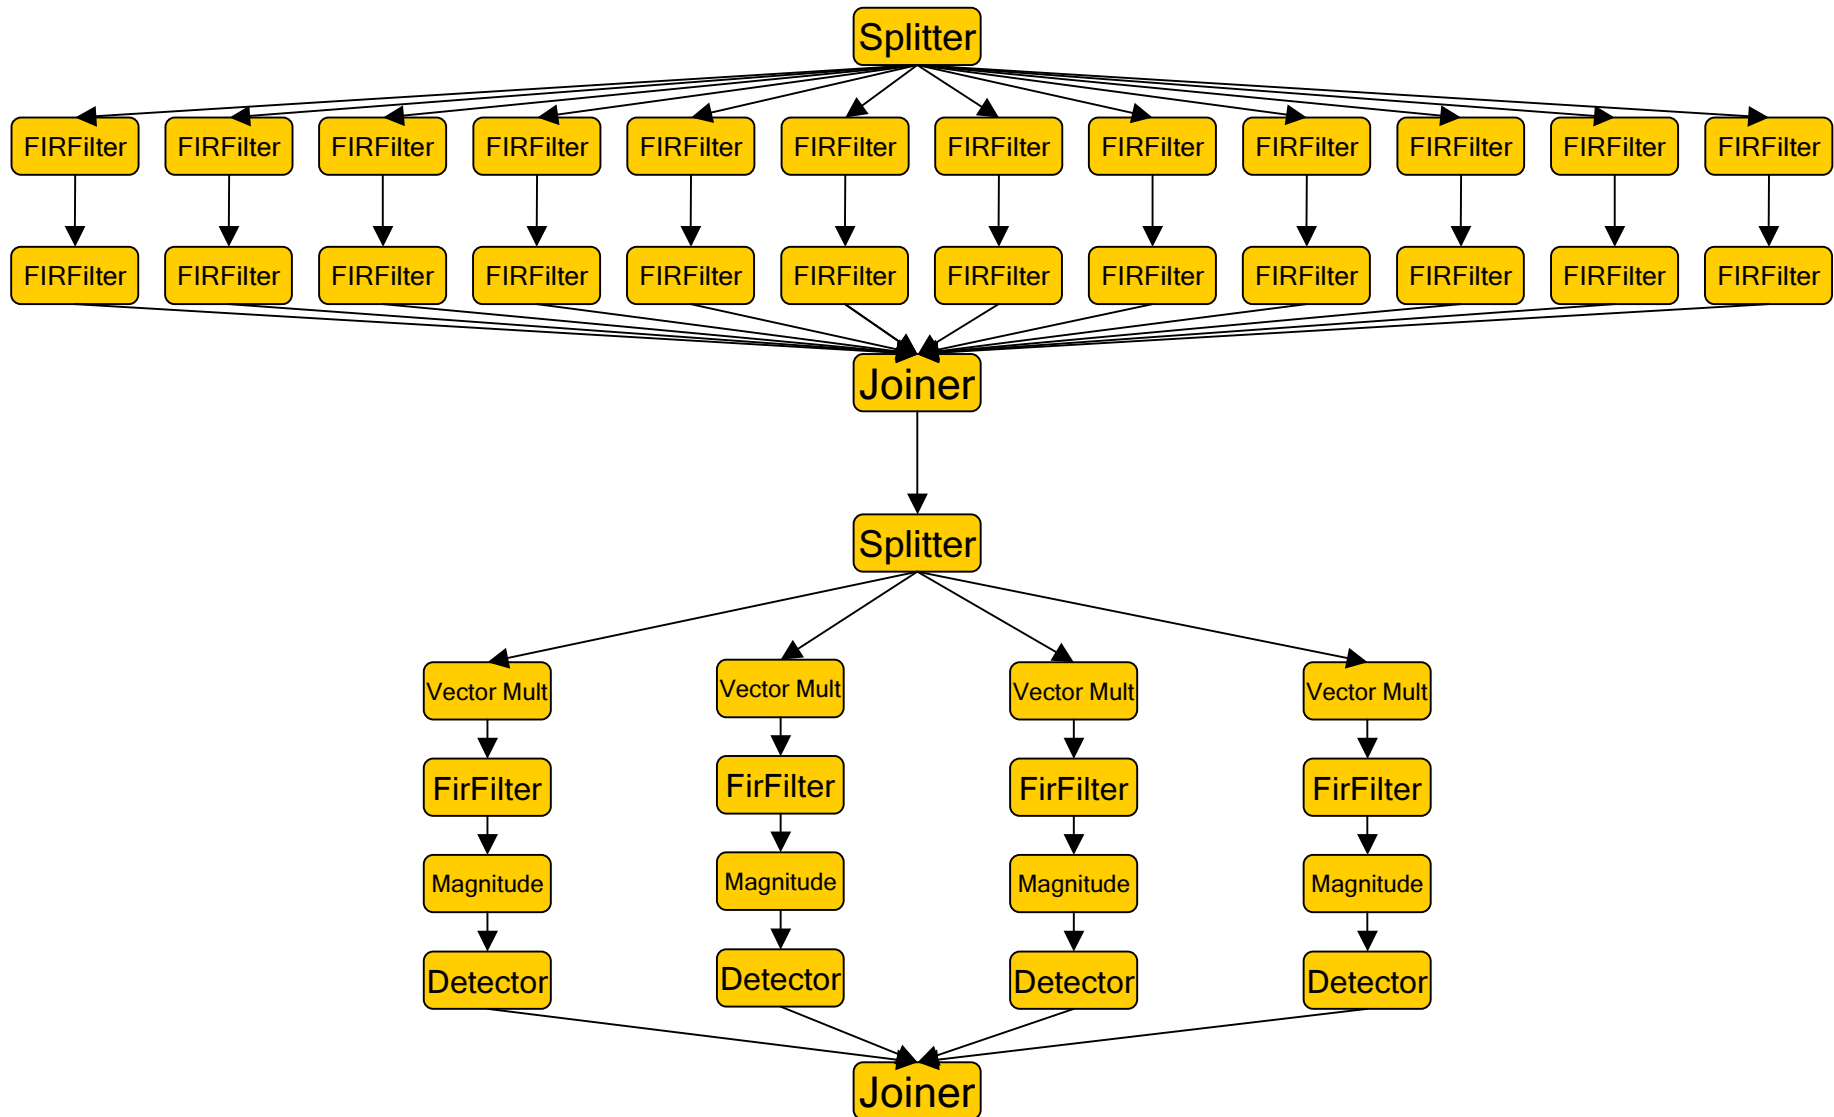 Splitter
FIRFilter FIRFilter FIRFilter FIRFilter FIRFilter FIRFilter FIRFilter FIRFilter FIRFilter FIRFilter FIRFilter FIRFilter
FIRFilter FIRFilter FIRFilter FIRFilter FIRFilter FIRFilter FIRFilter FIRFilter FIRFilter FIRFilter FIRFilter FIRFilter
Joiner
Splitter
Vector Mult Vector Mult Vector Mult Vector Mult
FirFilter FirFilter FirFilter FirFilter
Magnitude Magnitude Magnitude Magnitude
Detector Detector Detector Detector
Joiner